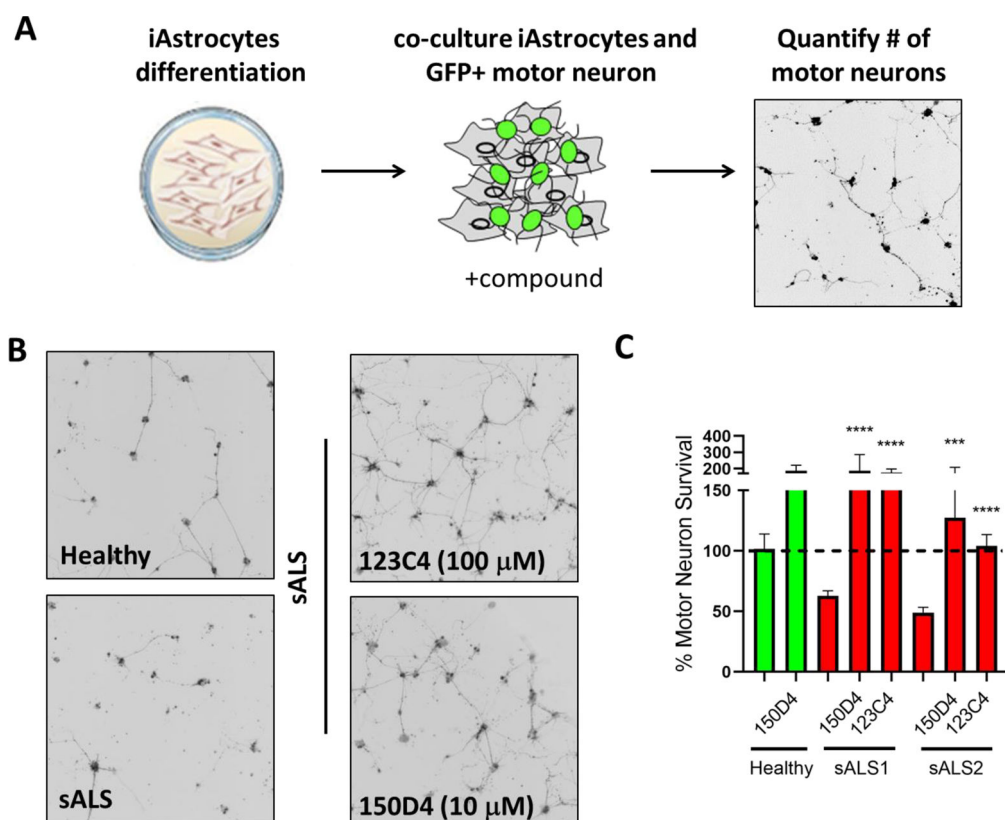 A
iAstrocytes
differentiation
co-culture iAstrocytes and
GFP+ motor neuron
+compound
Quantify # of
motor neurons
B
Healthy
sALS
sALS
123C4 (100 μM)
150D4 (10 μM)
C
% Motor Neuron Survival
400
300
200
150
100
50
0
****
****
***
****
150D4
150D4
123C4
150D4
123C4
Healthy
sALS1
sALS2